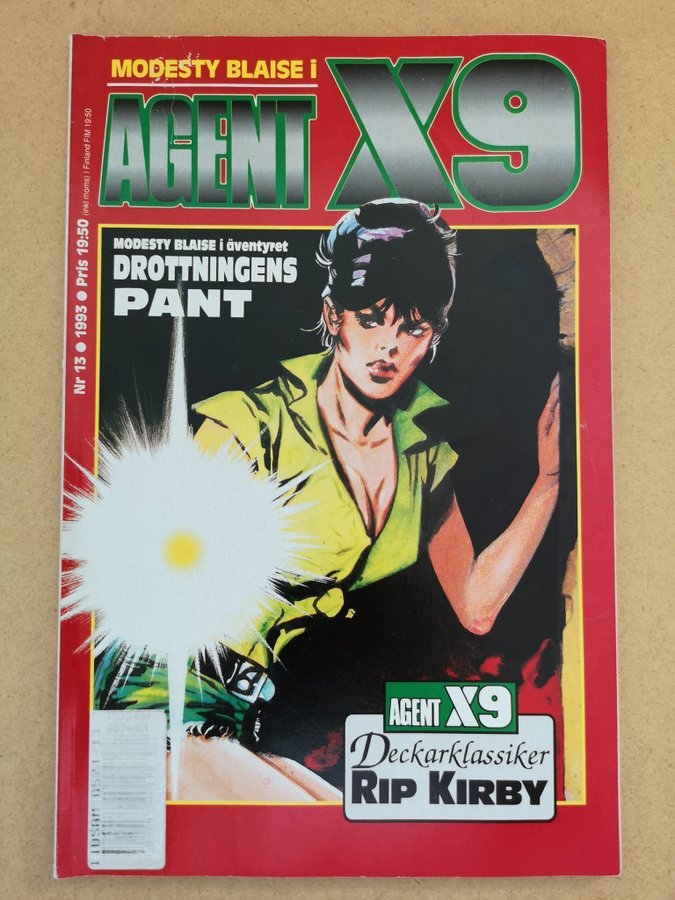 MODESTY BLAISE i
AGENT X9
Nr 13 ● 1993 ● Pris 19:50 (inkl moms) I Finland FIM 19:50
MODESTY BLAISE i äventyret
DROTTNINGENS
PANT
AGENT X9
Deckarklassiker
RIP KIRBY